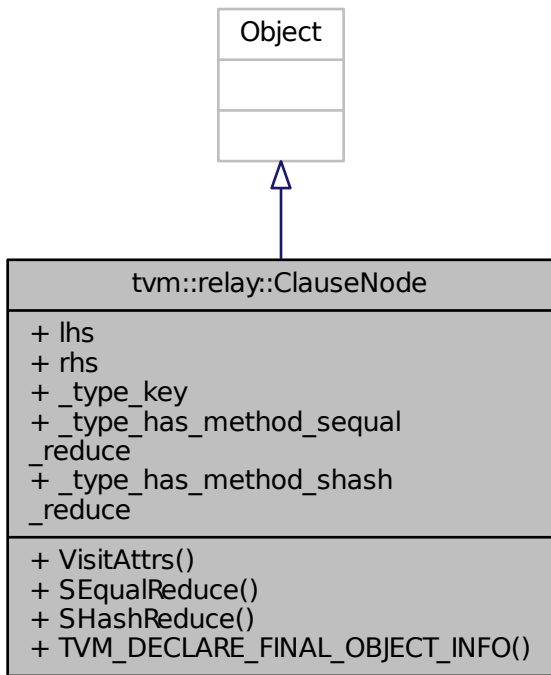 Object
tvm::relay::ClauseNode
+ lhs
+ rhs
+ _type_key
+ _type_has_method_sequal
_reduce
+ _type_has_method_shash
_reduce
+ VisitAttrs()
+ SEqualReduce()
+ SHashReduce()
+ TVM_DECLARE_FINAL_OBJECT_INFO()